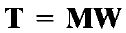 T = MW